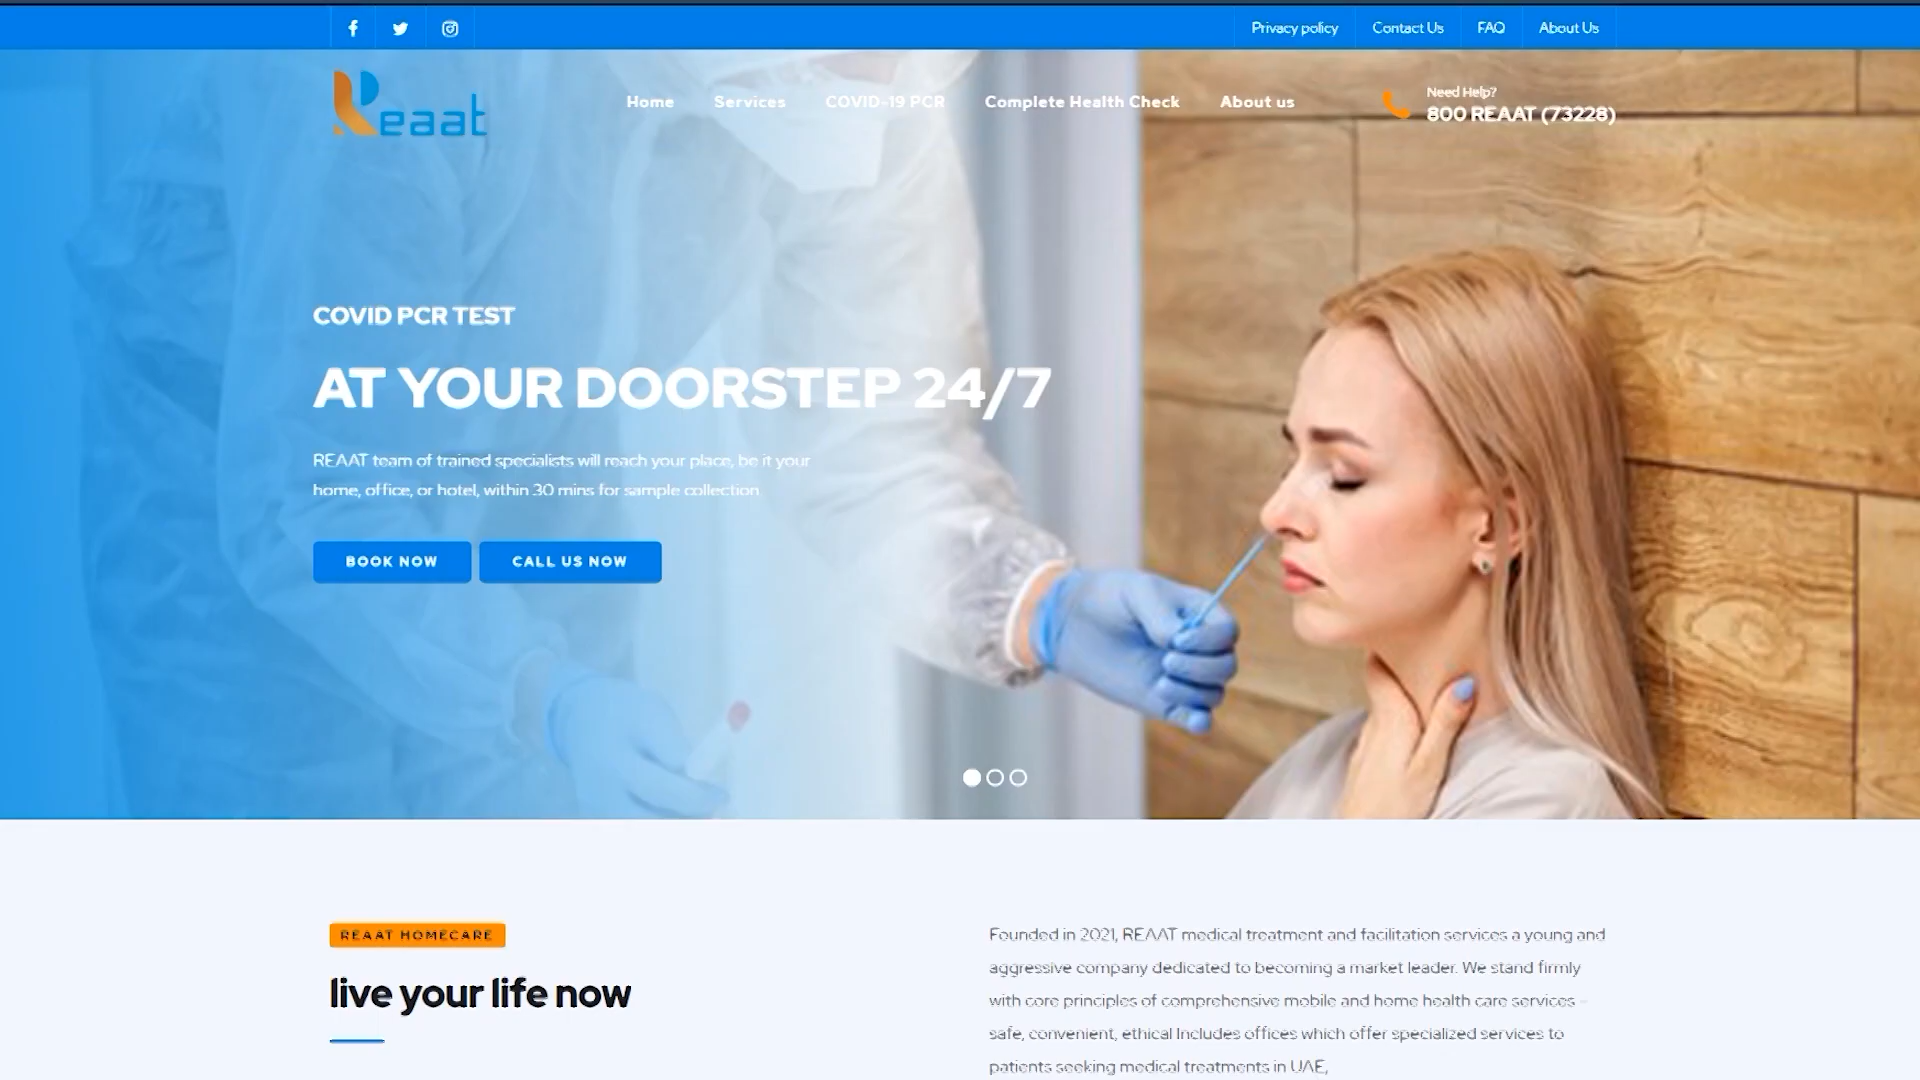 Privacy policy
Contact Us
FAQ
About Us
Reaat
Home
Services
COVID-19 PCR
Complete Health Check
About us
Need Help?
800 REAAT (73228)
COVID PCR TEST
AT YOUR DOORSTEP 24/7
REAAT team of trained specialists will reach your place, be it your
home, office, or hotel, within 30 mins for sample collection
BOOK NOW
CALL US NOW
REAAT HOMECARE
live your life now
Founded in 2021, REAAT medical treatment and facilitation services a young and
aggressive company dedicated to becoming a market leader. We stand firmly
with core principles of comprehensive mobile and home health care services -
safe, convenient, ethical Includes offices which offer specialized services to
patients seeking medical treatments in UAE,